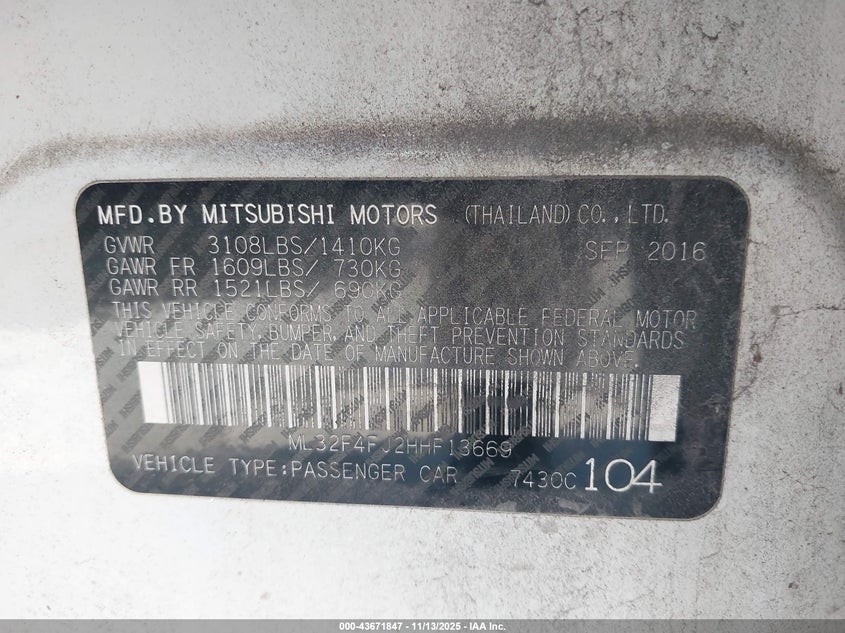 MFD.BY MITSUBISHI MOTORS (THAILAND)CO.,LTD.
GVWR 3108LBS/1410KG SEP 2016
GAWR FR 1609LBS/ 730KG
GAWR RR 1521LBS/ 690KG
THIS VEHICLE CONFORMS TO ALL APPLICABLE FEDERAL MOTOR
VEHICLE SAFETY, BUMPER, AND THEFT PREVENTION STANDARDS
IN EFFECT ON THE DATE OF MANUFACTURE SHOWN ABOVE.
ML32F4FJ2HHF13669
VEHICLE TYPE:PASSENGER CAR 7430C 104
000-43671847 - 11/13/2025 - IAA Inc.